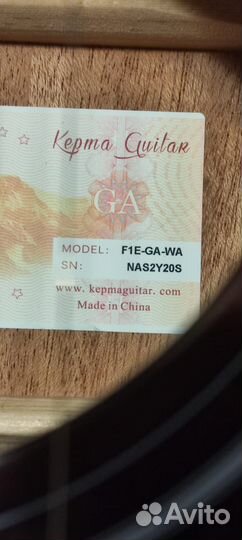 Kepma Guitar
GA
MODEL: F1E-GA-WA
SN: NAS2Y20S
www.kepmaguitar.com
Made in China
Avito